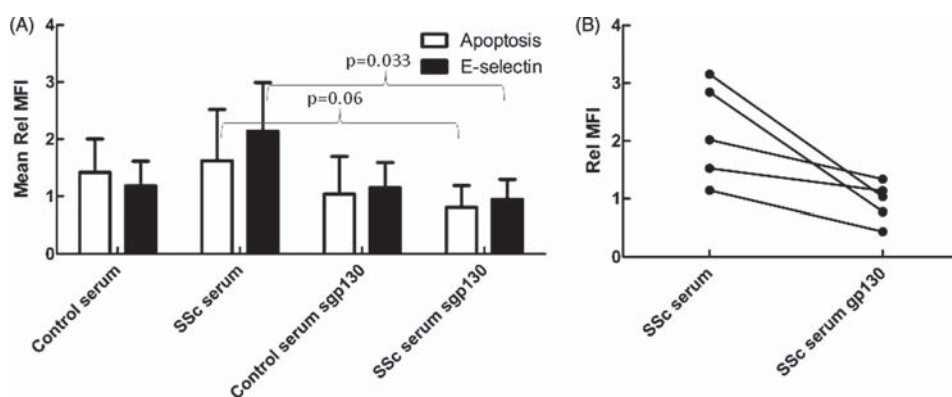 (A)
Mean Rel MFI
4
3
2
1
0
Apoptosis
E-selectin
p=0.033
p=0.06
Control serum
SSc serum
Control serum sgp130
SSc serum sgp130
(B)
Rel MFI
4
3
2
1
0
SSc serum
SSc serum gp130